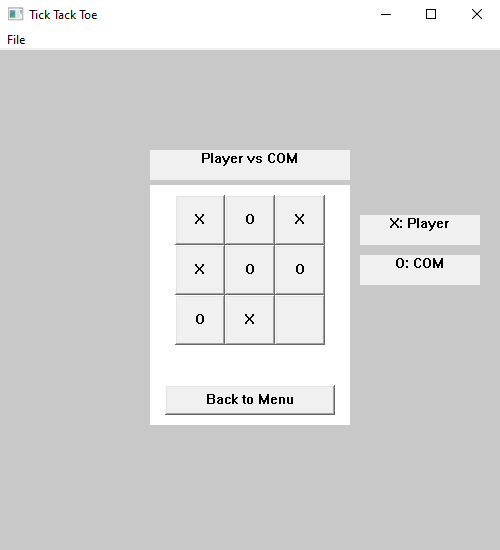 Tick Tack Toe
File
Player vs COM
X O X
X: Player
X O O
O: COM
O X
Back to Menu